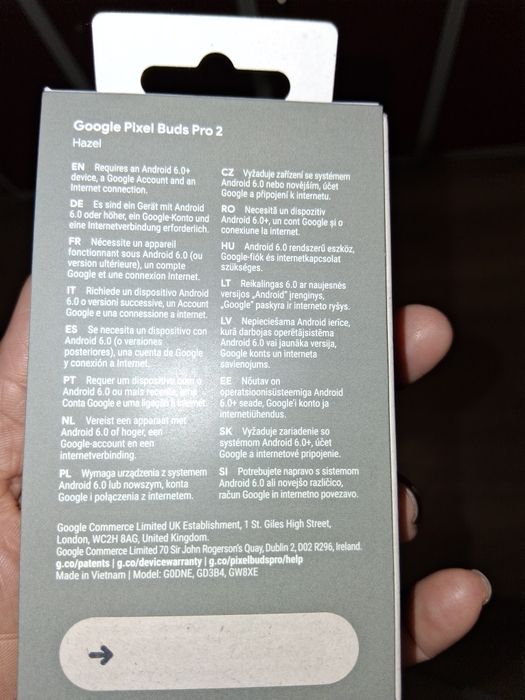 Google Pixel Buds Pro 2
Hazel
EN Requires an Android 6.0+
device, a Google Account and an
Internet connection.
DE Es sind ein Gerät mit Android
6.0 oder höher, ein Google-Konto und
eine Internetverbindung erforderlich.
FR Nécessite un appareil
fonctionnant sous Android 6.0 (ou
version ultérieure), un compte
Google et une connexion Internet.
IT Richiede un dispositivo Android
6.0 o versioni successive, un Account
Google e una connessione a internet.
ES Se necesita un dispositivo con
Android 6.0 (o versiones
posteriores), una cuenta de Google
y conexión a Internet.
PT Requer um dispositivo com o
Android 6.0 ou mais recente, uma
Conta Google e uma ligação à Internet.
NL Vereist een apparaat met
Android 6.0 of hoger, een
Google-account en een
internetverbinding.
PL Wymaga urządzenia z systemem
Android 6.0 lub nowszym, konta
Google i połączenia z internetem.
CZ Vyžaduje zařízení se systémem
Android 6.0 nebo novějším, účet
Google a připojení k internetu.
RO Necesită un dispozitiv
Android 6.0+, un cont Google și o
conexiune la internet.
HU Android 6.0 rendszerű eszköz,
Google-fiók és internetkapcsolat
szükséges.
LT Reikalingas 6.0 ar naujesnės
versijos „Android“ įrenginys,
„Google“ paskyra ir interneto ryšys.
LV Nepieciešama Android ierīce,
kurā darbojas operētājsistēma
Android 6.0 vai jaunāka versija,
Google konts un interneta
savienojums.
EE Nõutav on
operatsioonisüsteemiga Android
6.0+ seade, Google'i konto ja
internetiühendus.
SK Vyžaduje zariadenie so
systémom Android 6.0+, účet
Google a internetové pripojenie.
SI Potrebujete napravo s sistemom
Android 6.0 ali novejšo različico,
račun Google in internetno povezavo.
Google Commerce Limited UK Establishment, 1 St. Giles High Street,
London, WC2H 8AG, United Kingdom.
Google Commerce Limited 70 Sir John Rogerson's Quay, Dublin 2, D02 R296, Ireland.
g.co/patents | g.co/devicewarranty | g.co/pixelbudspro/help
Made in Vietnam | Model: G0DNE, GD3B4, GW8XE